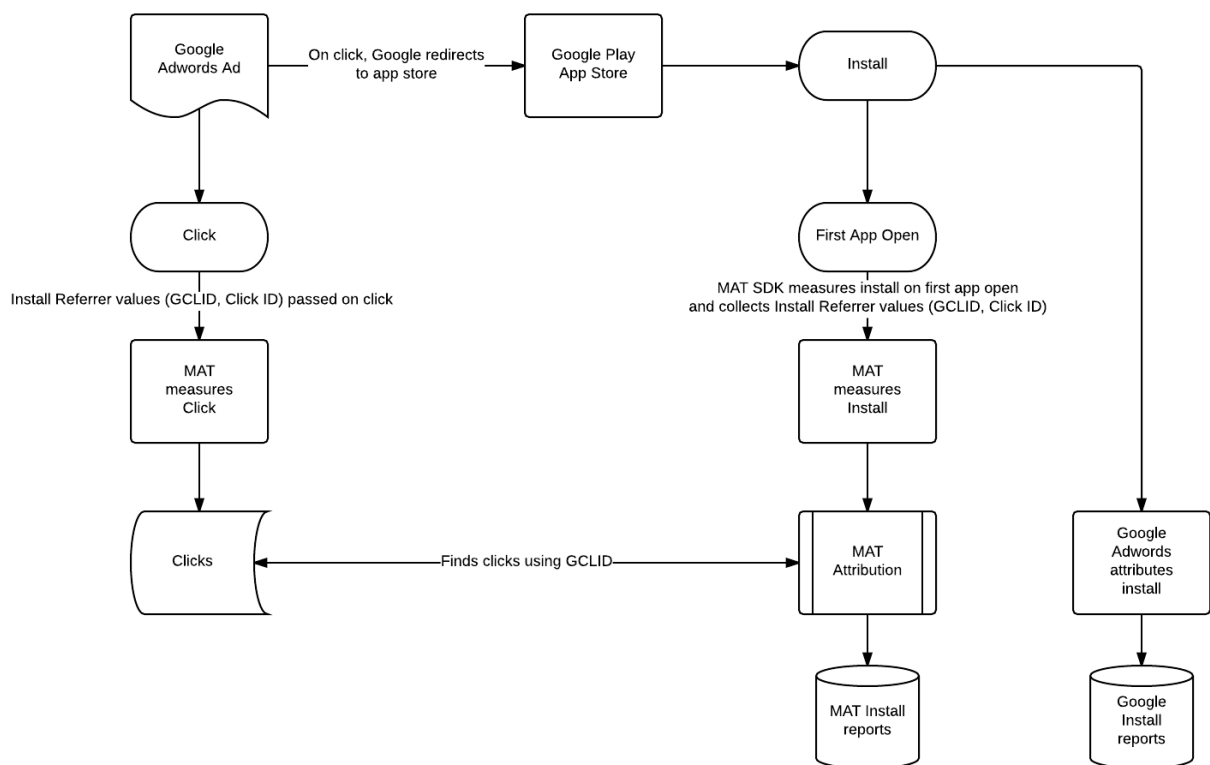 Google
Adwords Ad
On click, Google redirects
to app store
Google Play
App Store
Install
Click
First App Open
Install Referrer values (GCLID, Click ID) passed on click
MAT SDK measures install on first app open
and collects Install Referrer values (GCLID, Click ID)
MAT
measures
Click
MAT
measures
Install
Clicks
Finds clicks using GCLID
MAT
Attribution
Google
Adwords
attributes
install
MAT Install
reports
Google
Install
reports